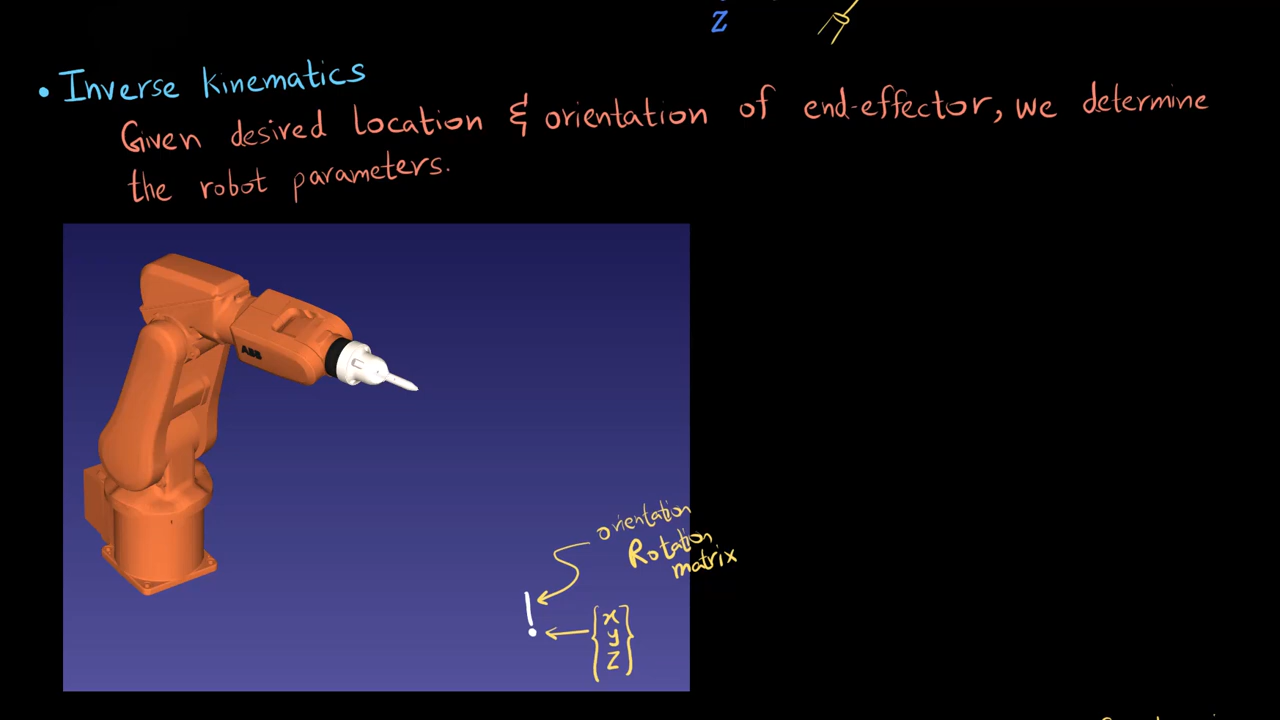 Z
• Inverse kinematics
Given desired location & orientation of end-effector, we determine
the robot parameters.
ABB
orientation
Rotation
matrix
x
y
z